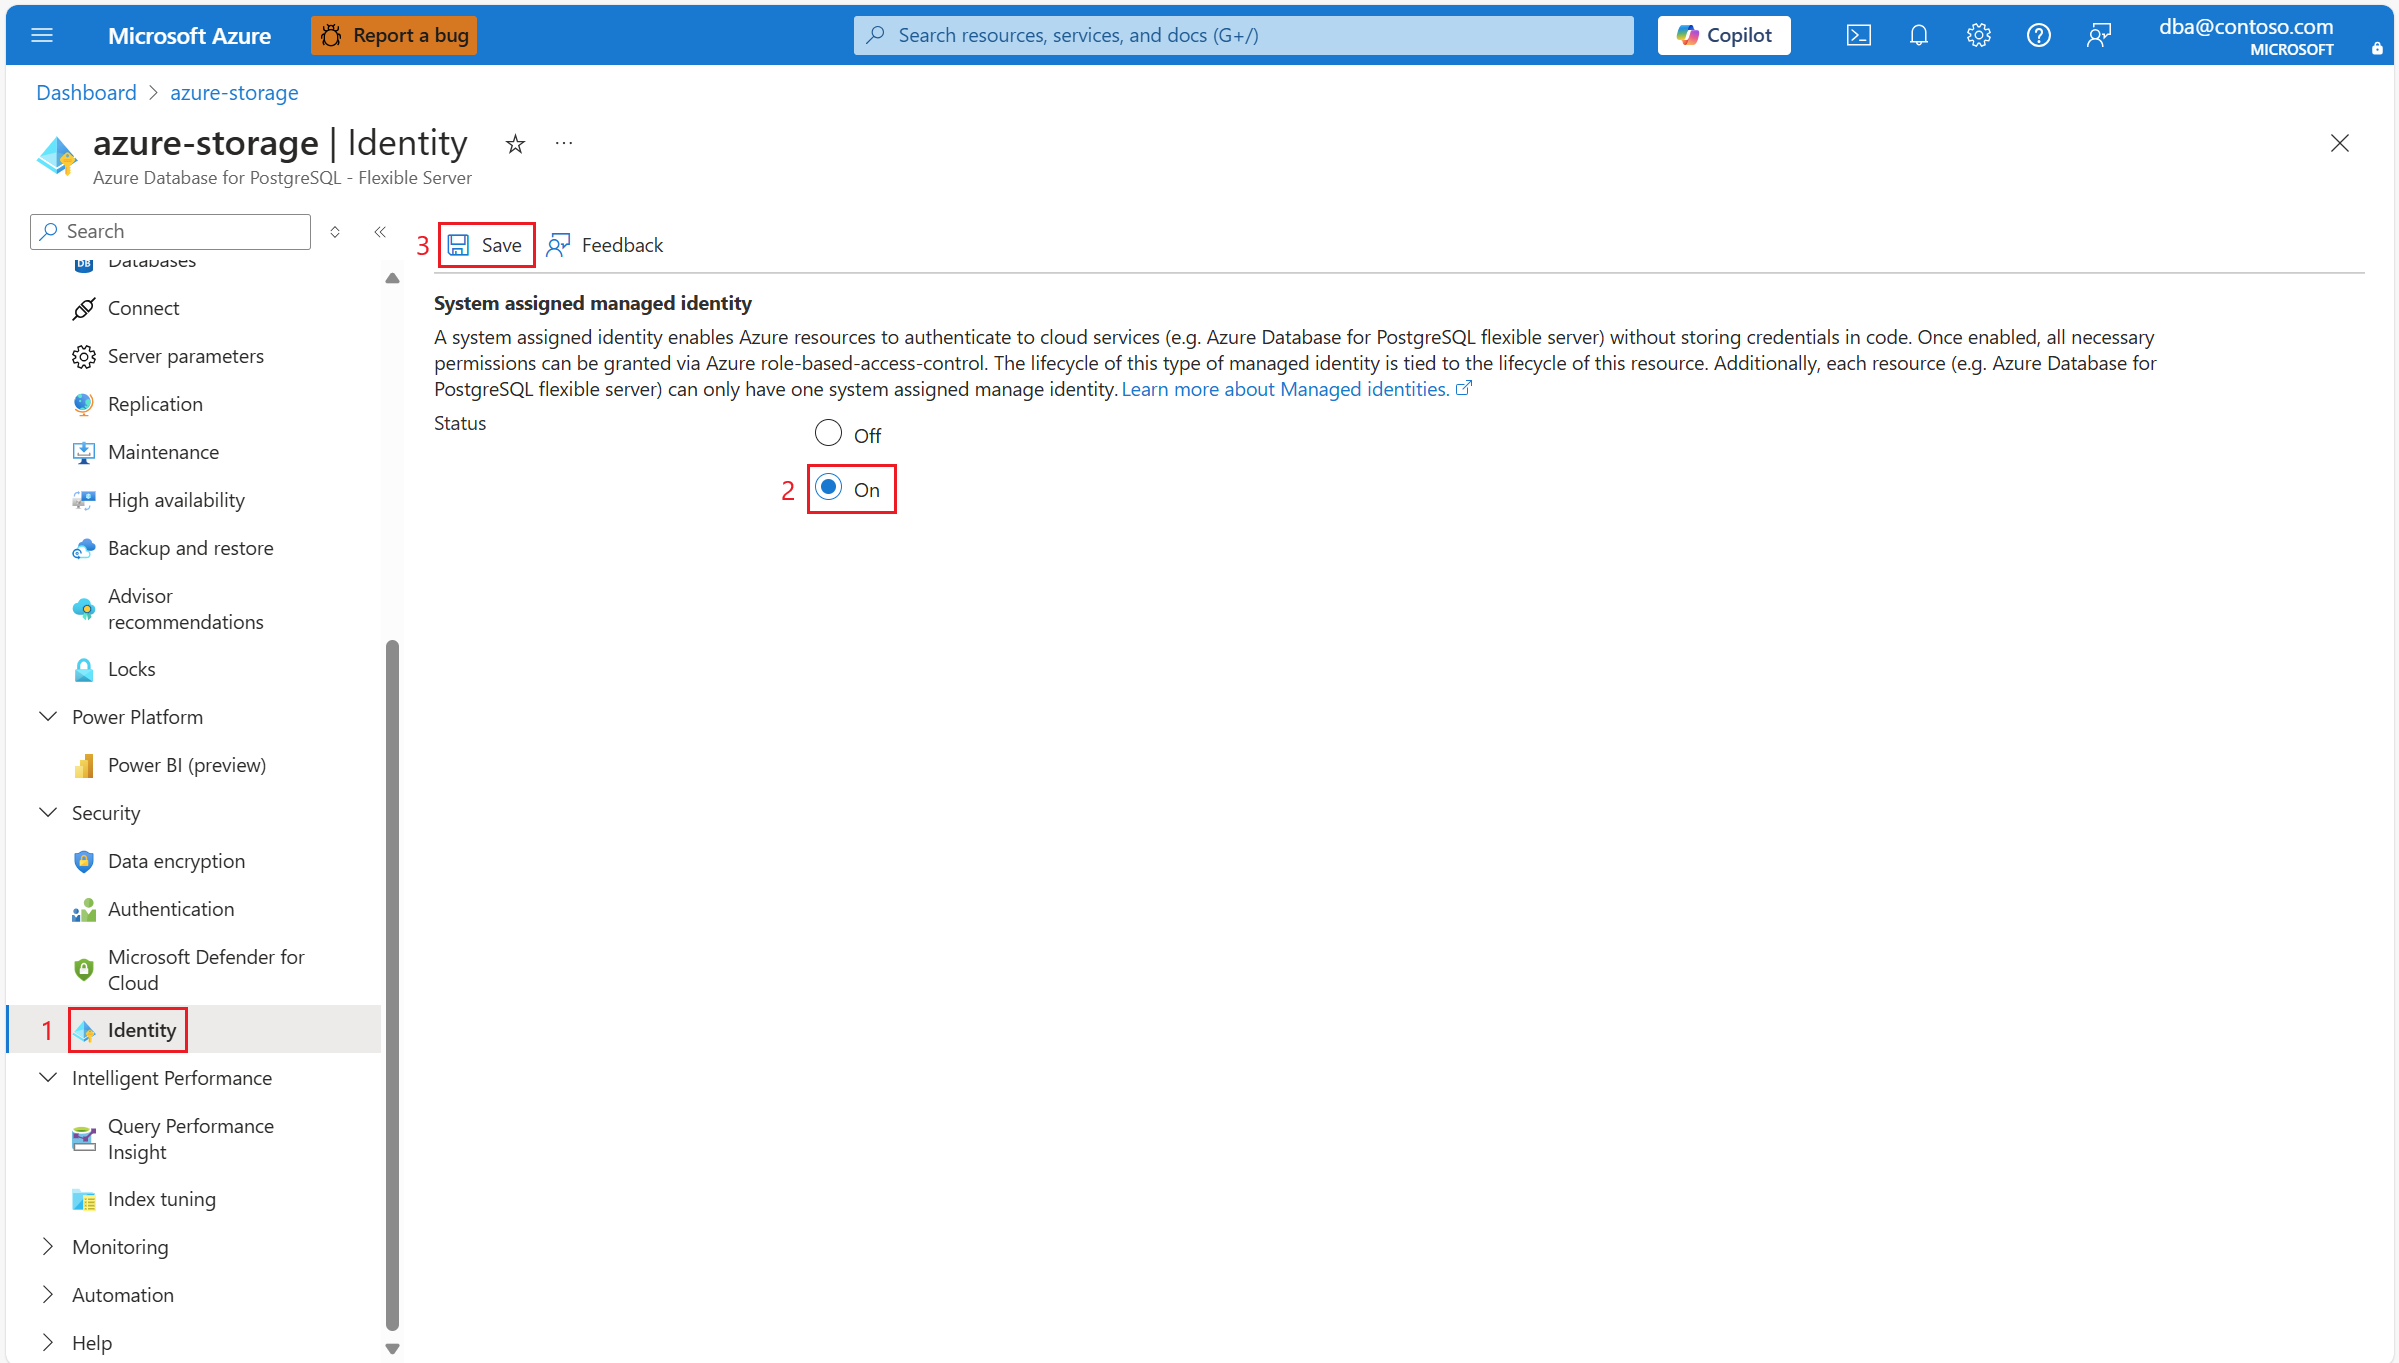 Microsoft Azure
Report a bug
Search resources, services, and docs (G+/)
Copilot
dba@contoso.com
MICROSOFT
Dashboard > azure-storage
azure-storage | Identity
Azure Database for PostgreSQL - Flexible Server
Search
Databases
Connect
Server parameters
Replication
Maintenance
High availability
Backup and restore
Advisor
recommendations
Locks
Power Platform
Power BI (preview)
Security
Data encryption
Authentication
Microsoft Defender for
Cloud
1 Identity
Intelligent Performance
Query Performance
Insight
Index tuning
Monitoring
Automation
Help
3 Save Feedback
System assigned managed identity
A system assigned identity enables Azure resources to authenticate to cloud services (e.g. Azure Database for PostgreSQL flexible server) without storing credentials in code. Once enabled, all necessary
permissions can be granted via Azure role-based-access-control. The lifecycle of this type of managed identity is tied to the lifecycle of this resource. Additionally, each resource (e.g. Azure Database for
PostgreSQL flexible server) can only have one system assigned manage identity. Learn more about Managed identities.
Status
Off
2 On